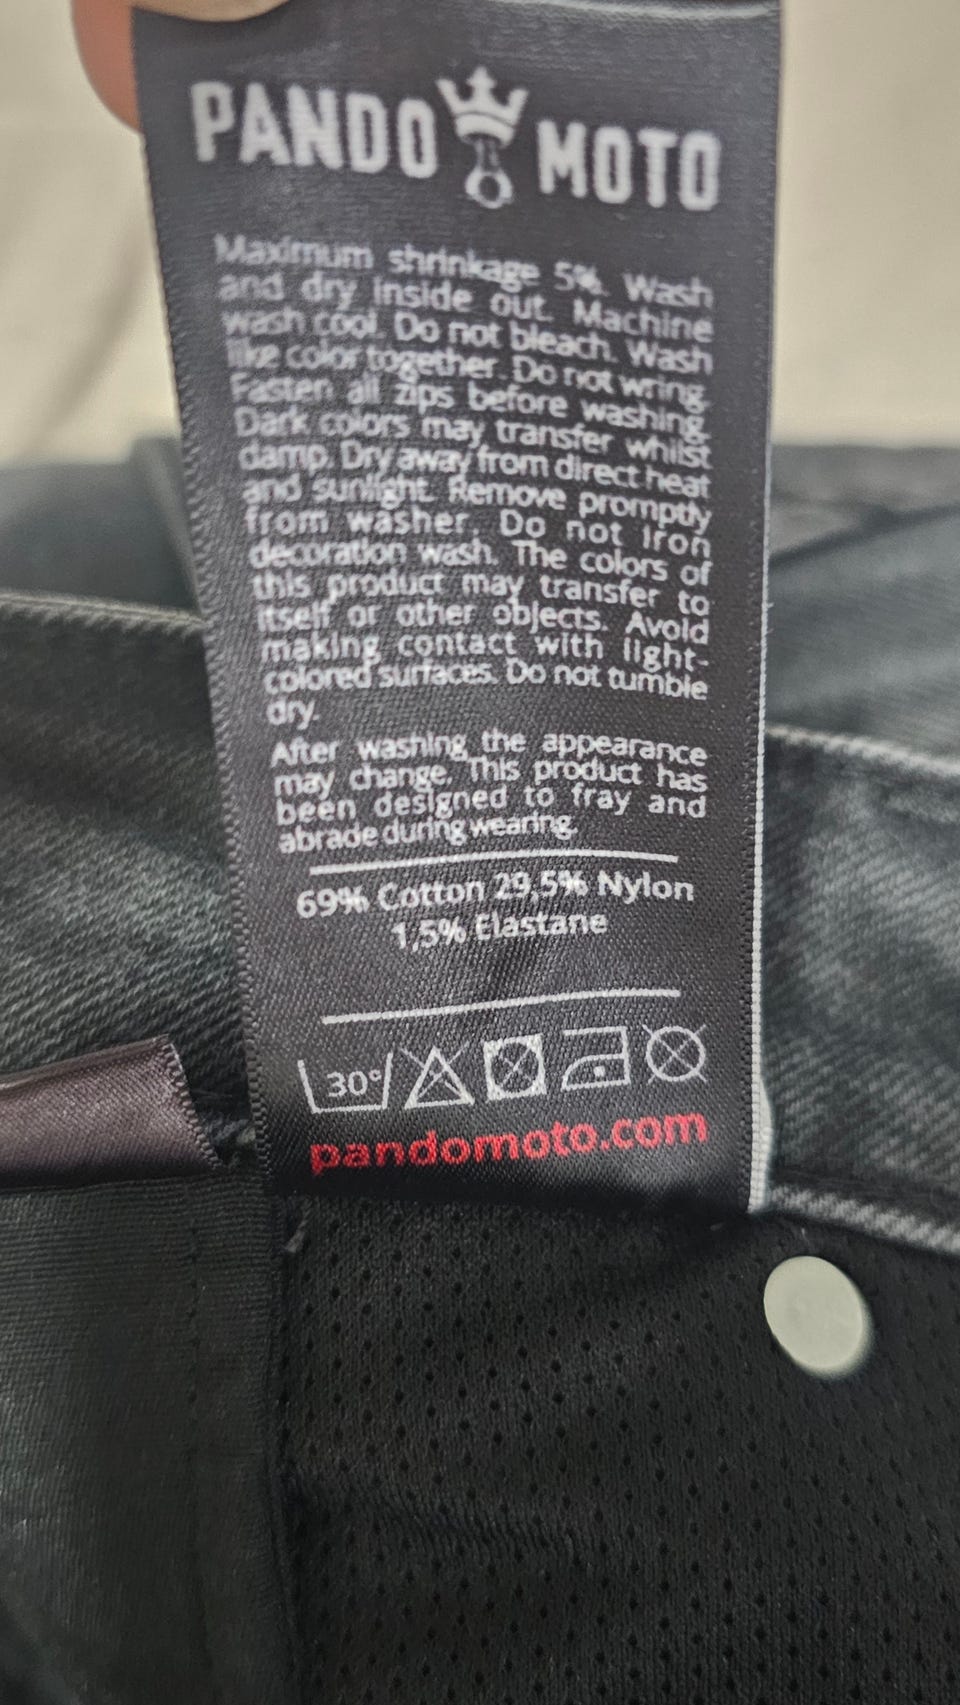 PANDO MOTO
Maximum shrinkage 5%. Wash
and dry inside out. Machine
wash cool. Do not bleach. Wash
like color together. Do not wring.
Fasten all zips before washing.
Dark colors may transfer whilst
damp. Dry away from direct heat
and sunlight. Remove promptly
from washer. Do not Iron
decoration wash. The colors of
this product may transfer to
itself or other objects. Avoid
making contact with light-
colored surfaces. Do not tumble
dry.
After washing the appearance
may change. This product has
been designed to fray and
abrade during wearing.
69% Cotton 29,5% Nylon
1,5% Elastane
30°
pandomoto.com